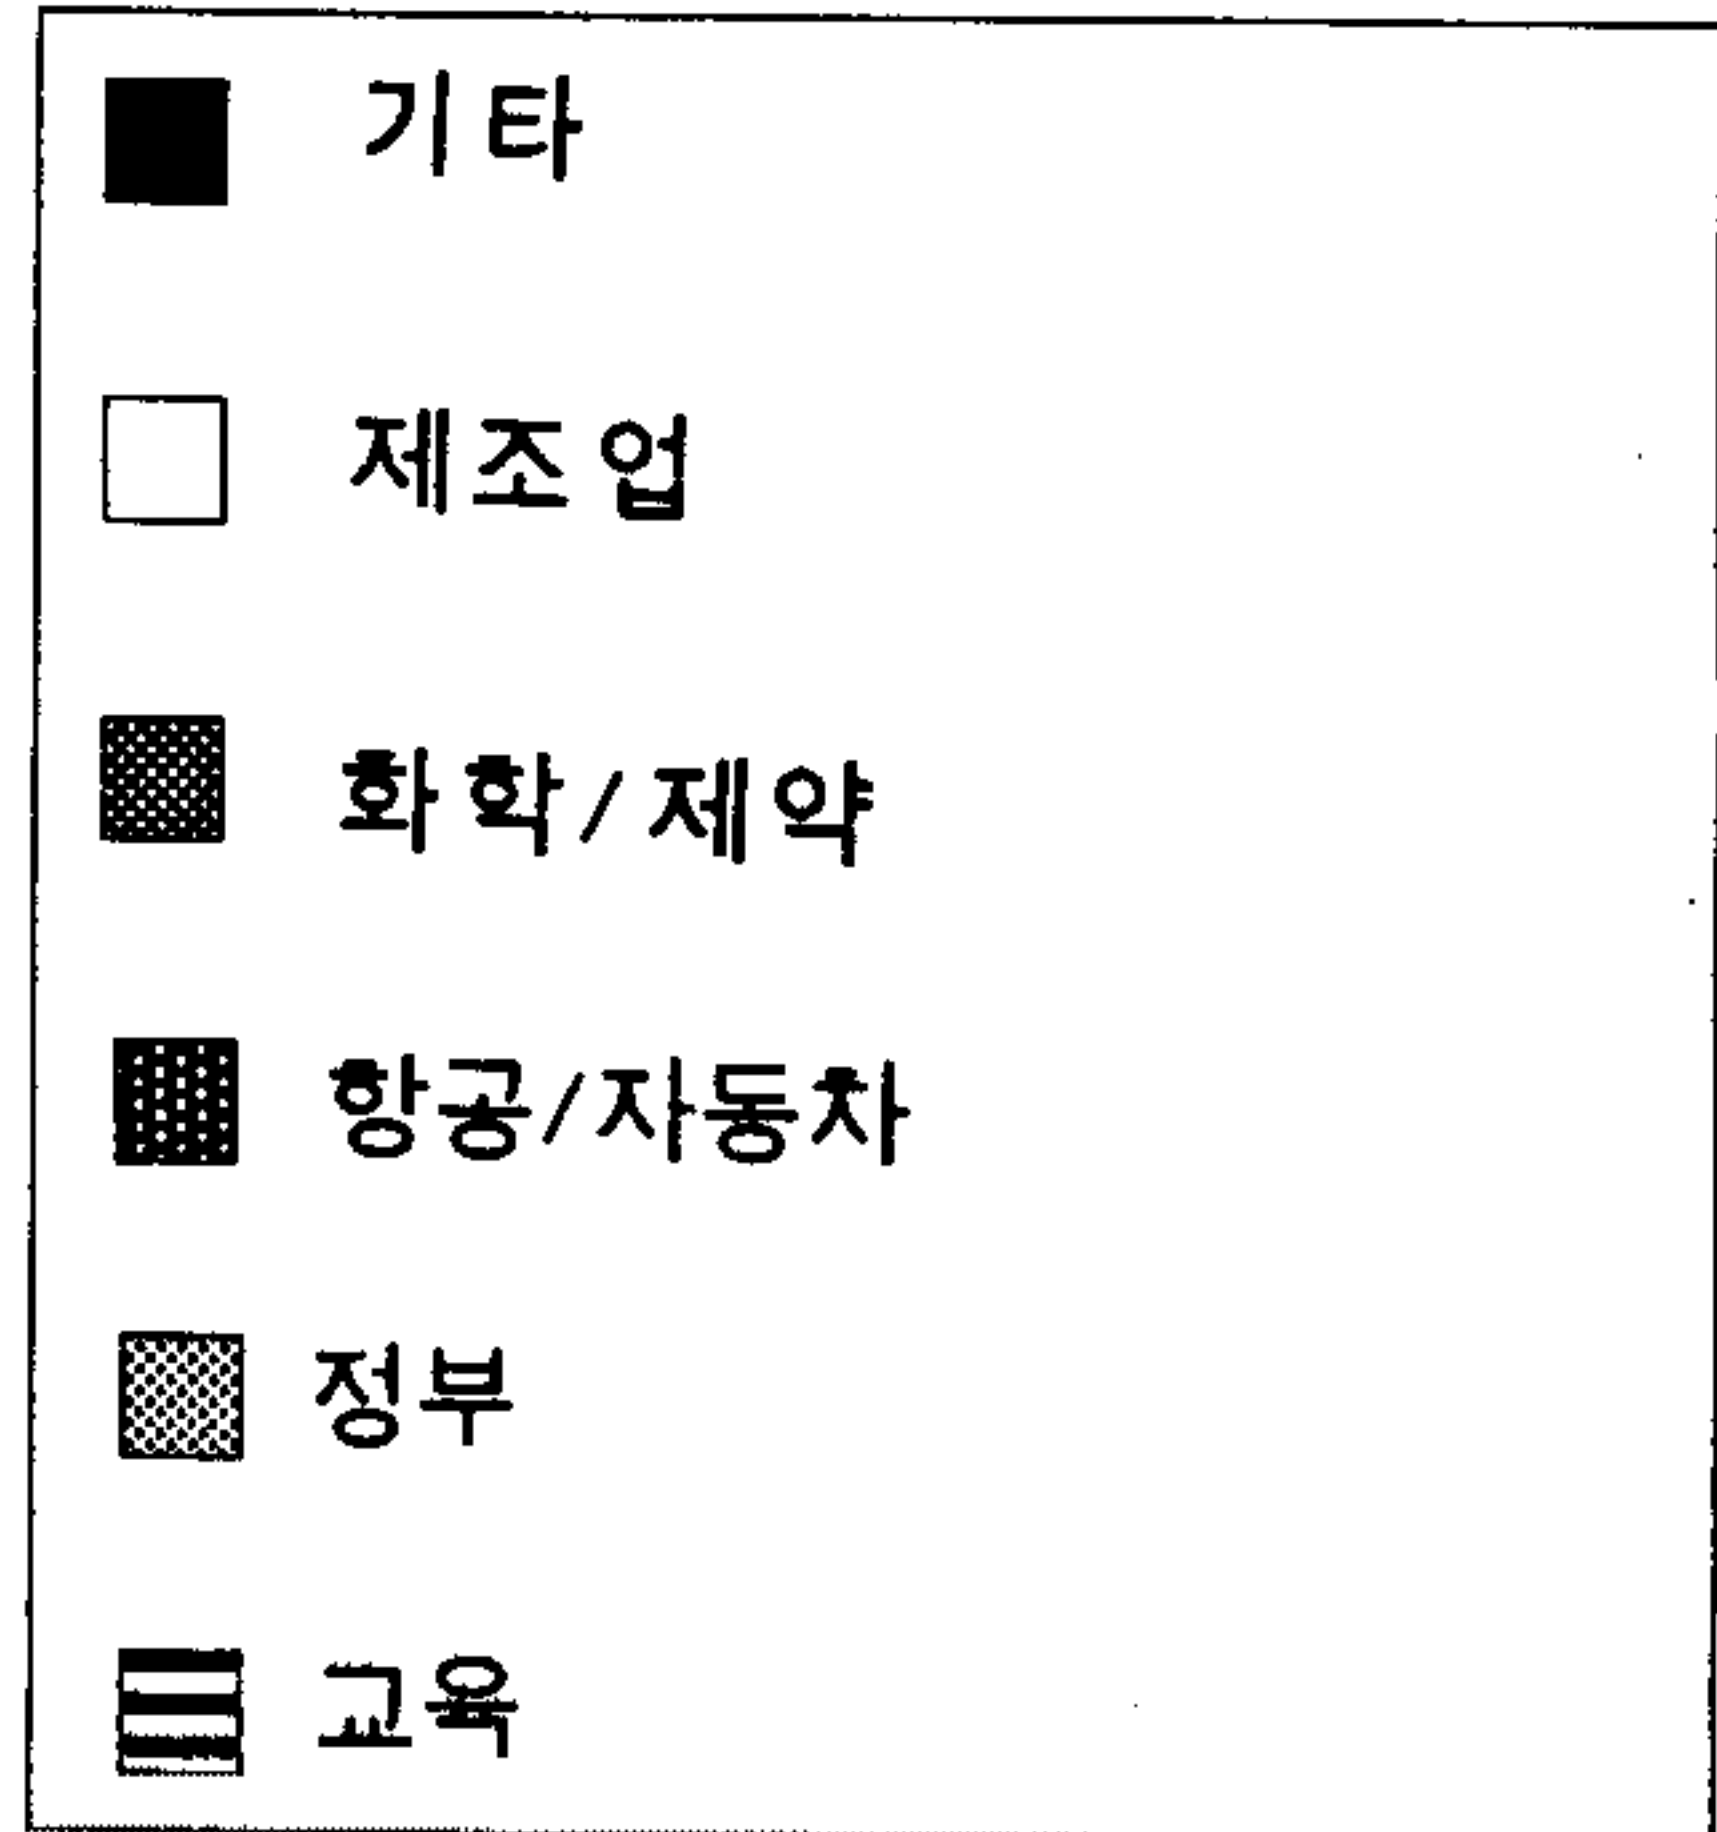 기타
제조업
화학/제약
항공/자동차
정부
교육